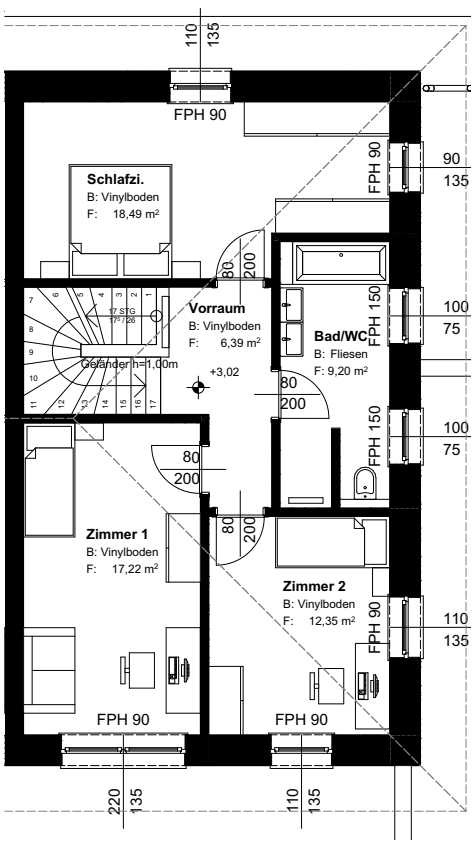 110
135
FPH 90
FPH 90
90
135
Schlafzi.
B: Vinylboden
F: 18,49 m²
80
200
7
6
5
4
3
2
1
17 STG
17⁵ / 26
8
9
10
11
12
13
14
15
16
17
Geländer h=1,00m
Vorraum
B: Vinylboden
F: 6,39 m²
+3,02
FPH 150
100
75
Bad/WC
B: Fliesen
F: 9,20 m²
80
200
FPH 150
100
75
80
200
80
200
Zimmer 1
B: Vinylboden
F: 17,22 m²
Zimmer 2
B: Vinylboden
F: 12,35 m²
FPH 90
110
135
FPH 90
FPH 90
220
135
110
135